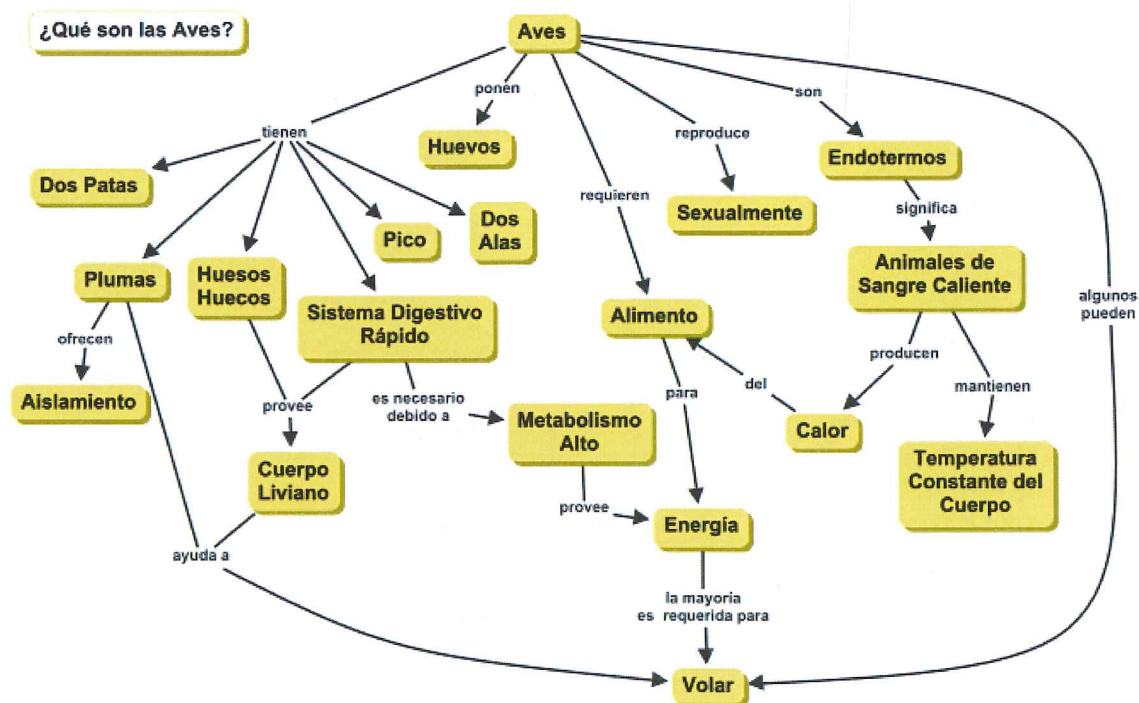 ¿Qué son las Aves?
Aves
ponen
son
tienen
reproduce
Huevos
Endotermos
Dos Patas
requieren
Sexualmente
significa
Dos
Alas
Pico
Plumas
Huesos
Huecos
Animales de
Sangre Caliente
algunos
pueden
Sistema Digestivo
Rápido
Alimento
ofrecen
producen
Aislamiento
provee
es necesario
debido a
para
del
mantienen
Metabolismo
Alto
Calor
Cuerpo
Liviano
Temperatura
Constante del
Cuerpo
provee
Energía
ayuda a
la mayoría
es requerida para
Volar